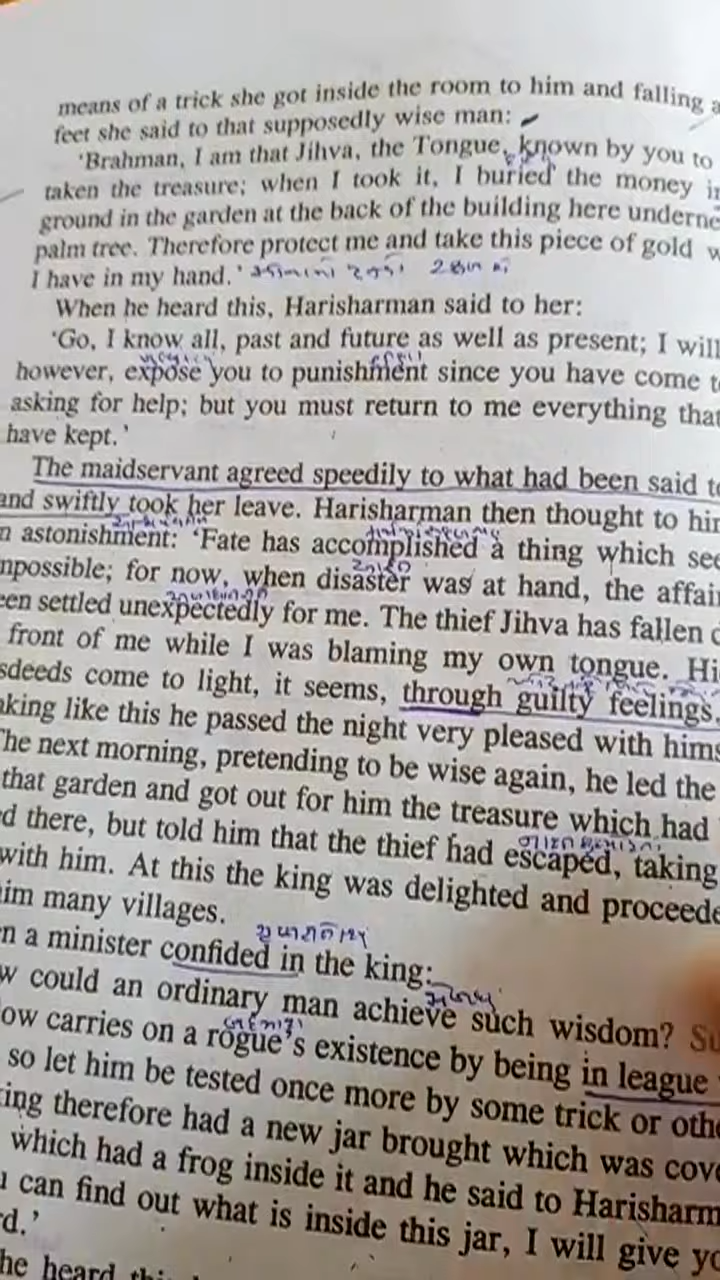 means of a trick she got inside the room to him and falling a
feet she said to that supposedly wise man:
'Brahman, I am that Jihva, the Tongue, known by you to
taken the treasure; when I took it, I buried the money in
ground in the garden at the back of the building here underne
palm tree. Therefore protect me and take this piece of gold w
I have in my hand.'
When he heard this, Harisharman said to her:
'Go, I know all, past and future as well as present; I will
however, expose you to punishment since you have come t
asking for help; but you must return to me everything that
have kept.'
The maidservant agreed speedily to what had been said t
and swiftly took her leave. Harisharman then thought to hi
n astonishment: 'Fate has accomplished a thing which see
mpossible; for now, when disaster was at hand, the affai
een settled unexpectedly for me. The thief Jihva has fallen d
front of me while I was blaming my own tongue. Hi
sdeeds come to light, it seems, through guilty feelings.
nking like this he passed the night very pleased with hims
The next morning, pretending to be wise again, he led the
that garden and got out for him the treasure which had
d there, but told him that the thief had escaped, taking
with him. At this the king was delighted and proceede
im many villages.
n a minister confided in the king:
w could an ordinary man achieve such wisdom? Su
ow carries on a rogue's existence by being in league
so let him be tested once more by some trick or othe
ing therefore had a new jar brought which was cove
which had a frog inside it and he said to Harisharm
u can find out what is inside this jar, I will give yo
rd.'
he heard thi